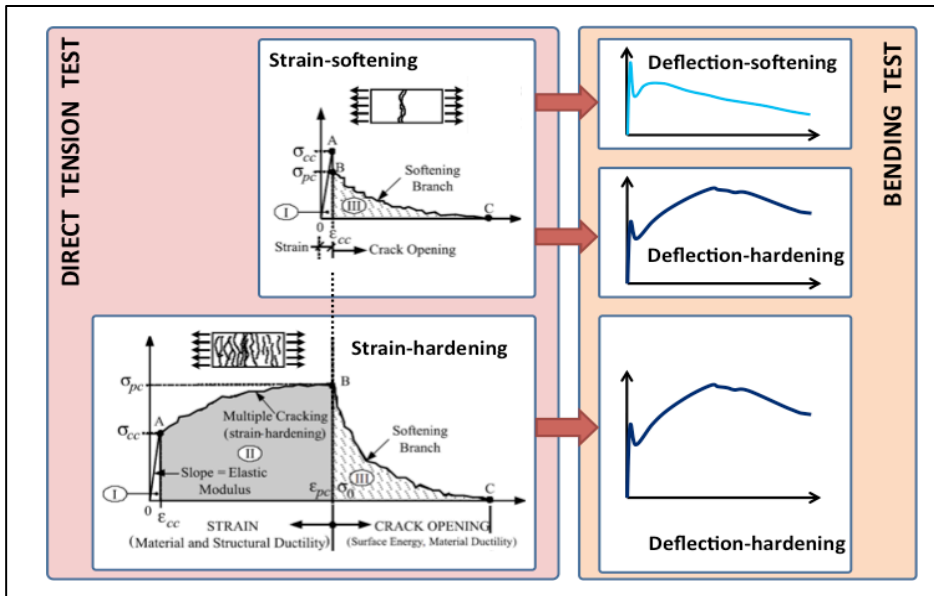 DIRECT TENSION TEST
Strain-softening
A
σcc
B
σpc
Softening
Branch
I
III
C
0
εcc
Strain
Crack Opening
Strain-hardening
σpc
B
A
Multiple Cracking
(strain-hardening)
σcc
Softening
Branch
II
Slope = Elastic
Modulus
III
I
εpc
σ0
C
0
εcc
STRAIN
CRACK OPENING
(Material and Structural Ductility)
(Surface Energy, Material Ductility)
BENDING TEST
Deflection-softening
Deflection-hardening
Deflection-hardening